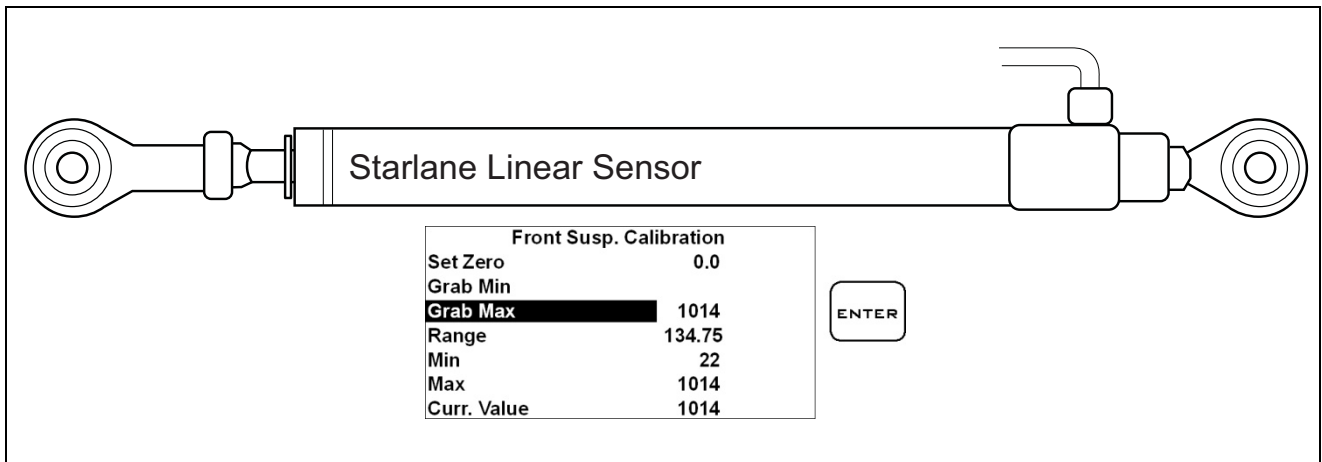 Starlane Linear Sensor
Front Susp. Calibration
Set Zero 0.0
Grab Min
Grab Max 1014
Range 134.75
Min 22
Max 1014
Curr. Value 1014
ENTER